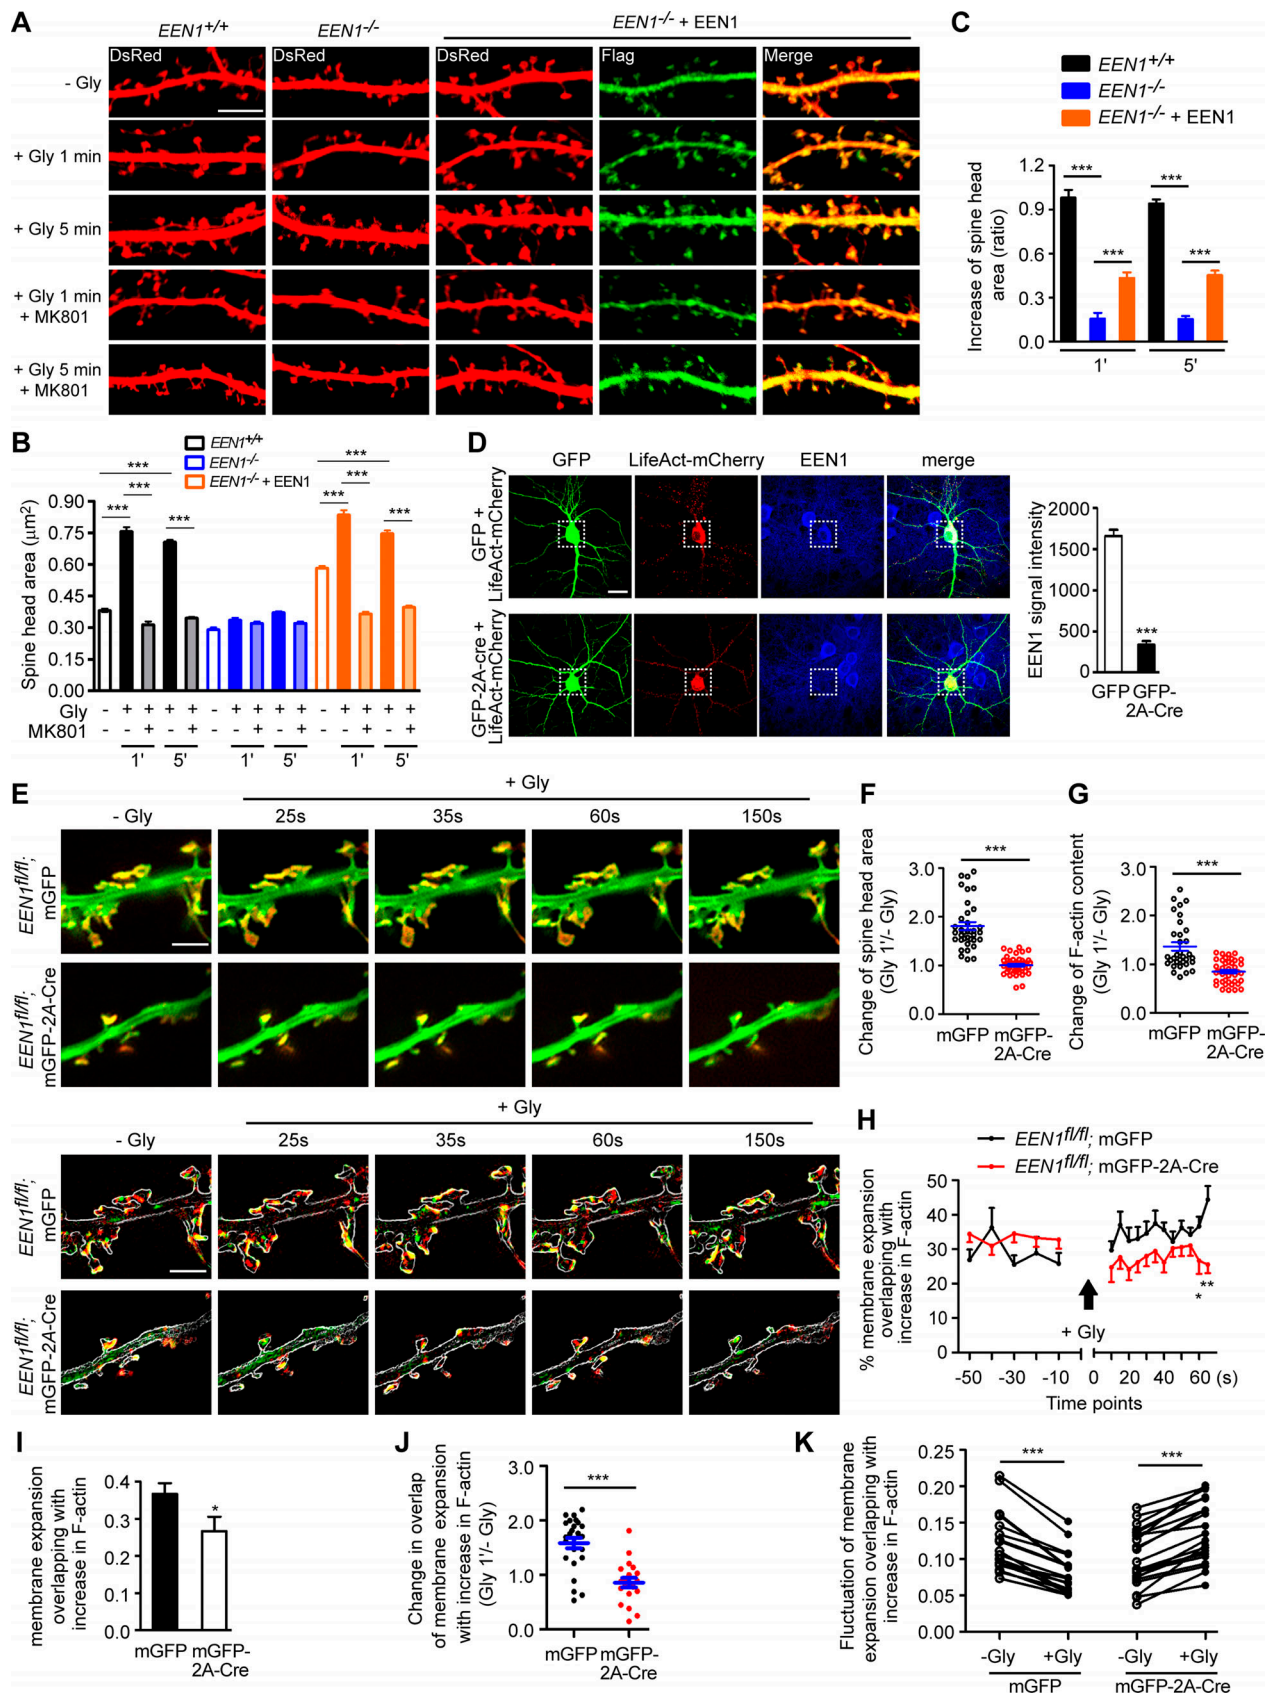 A
EEN1+/+
EEN1-/-
EEN1-/- + EEN1
DsRed
DsRed
DsRed
Flag
Merge
- Gly
+ Gly 1 min
+ Gly 5 min
+ Gly 1 min
+ MK801
+ Gly 5 min
+ MK801
C
EEN1+/+
EEN1-/-
EEN1-/- + EEN1
Increase of spine head
area (ratio)
1.2
0.9
0.6
0.3
0.0
***
***
***
***
1'
5'
B
EEN1+/+
EEN1-/-
EEN1-/- + EEN1
Spine head area (μm2)
0.90
0.75
0.60
0.45
0.30
0.15
0.00
***
***
***
***
***
***
***
***
- + + + + - + + + + - + + + + Gly
MK801 - - + - + - - + - + - - + - +
1' 5' 1' 5' 1' 5'
D
GFP
LifeAct-mCherry
EEN1
merge
GFP +
LifeAct-mCherry
GFP-2A-cre +
LifeAct-mCherry
EEN1 signal intensity
2000
1500
1000
500
0
***
GFP GFP-
2A-Cre
E
+ Gly
- Gly
25s
35s
60s
150s
EEN1fl/fl;
mGFP
EEN1fl/fl;
mGFP-2A-Cre
+ Gly
- Gly
25s
35s
60s
150s
EEN1fl/fl;
mGFP
EEN1fl/fl;
mGFP-2A-Cre
F
Change of spine head area
(Gly 1'/- Gly)
3.0
2.0
1.0
0.0
***
mGFP mGFP-
2A-Cre
G
Change of F-actin content
(Gly 1'/- Gly)
3.0
2.0
1.0
0.0
***
mGFP mGFP-
2A-Cre
H
EEN1fl/fl; mGFP
EEN1fl/fl; mGFP-2A-Cre
% membrane expansion
overlapping with
increase in F-actin
50
40
30
20
10
0
**
*
+ Gly
-50 -30 -10 0 20 40 60 (s)
Time points
I
membrane expansion
overlapping with
increase in F-actin
0.4
0.3
0.2
0.1
0.0
*
mGFP mGFP-
2A-Cre
J
Change in overlap
of membrane expansion
with increase in F-actin
(Gly 1'/- Gly)
3.0
2.0
1.0
0.0
***
mGFP mGFP-
2A-Cre
K
Fluctuation of membrane
expansion overlapping with
increase in F-actin
0.25
0.20
0.15
0.10
0.05
0.00
***
***
-Gly +Gly -Gly +Gly
mGFP mGFP-2A-Cre